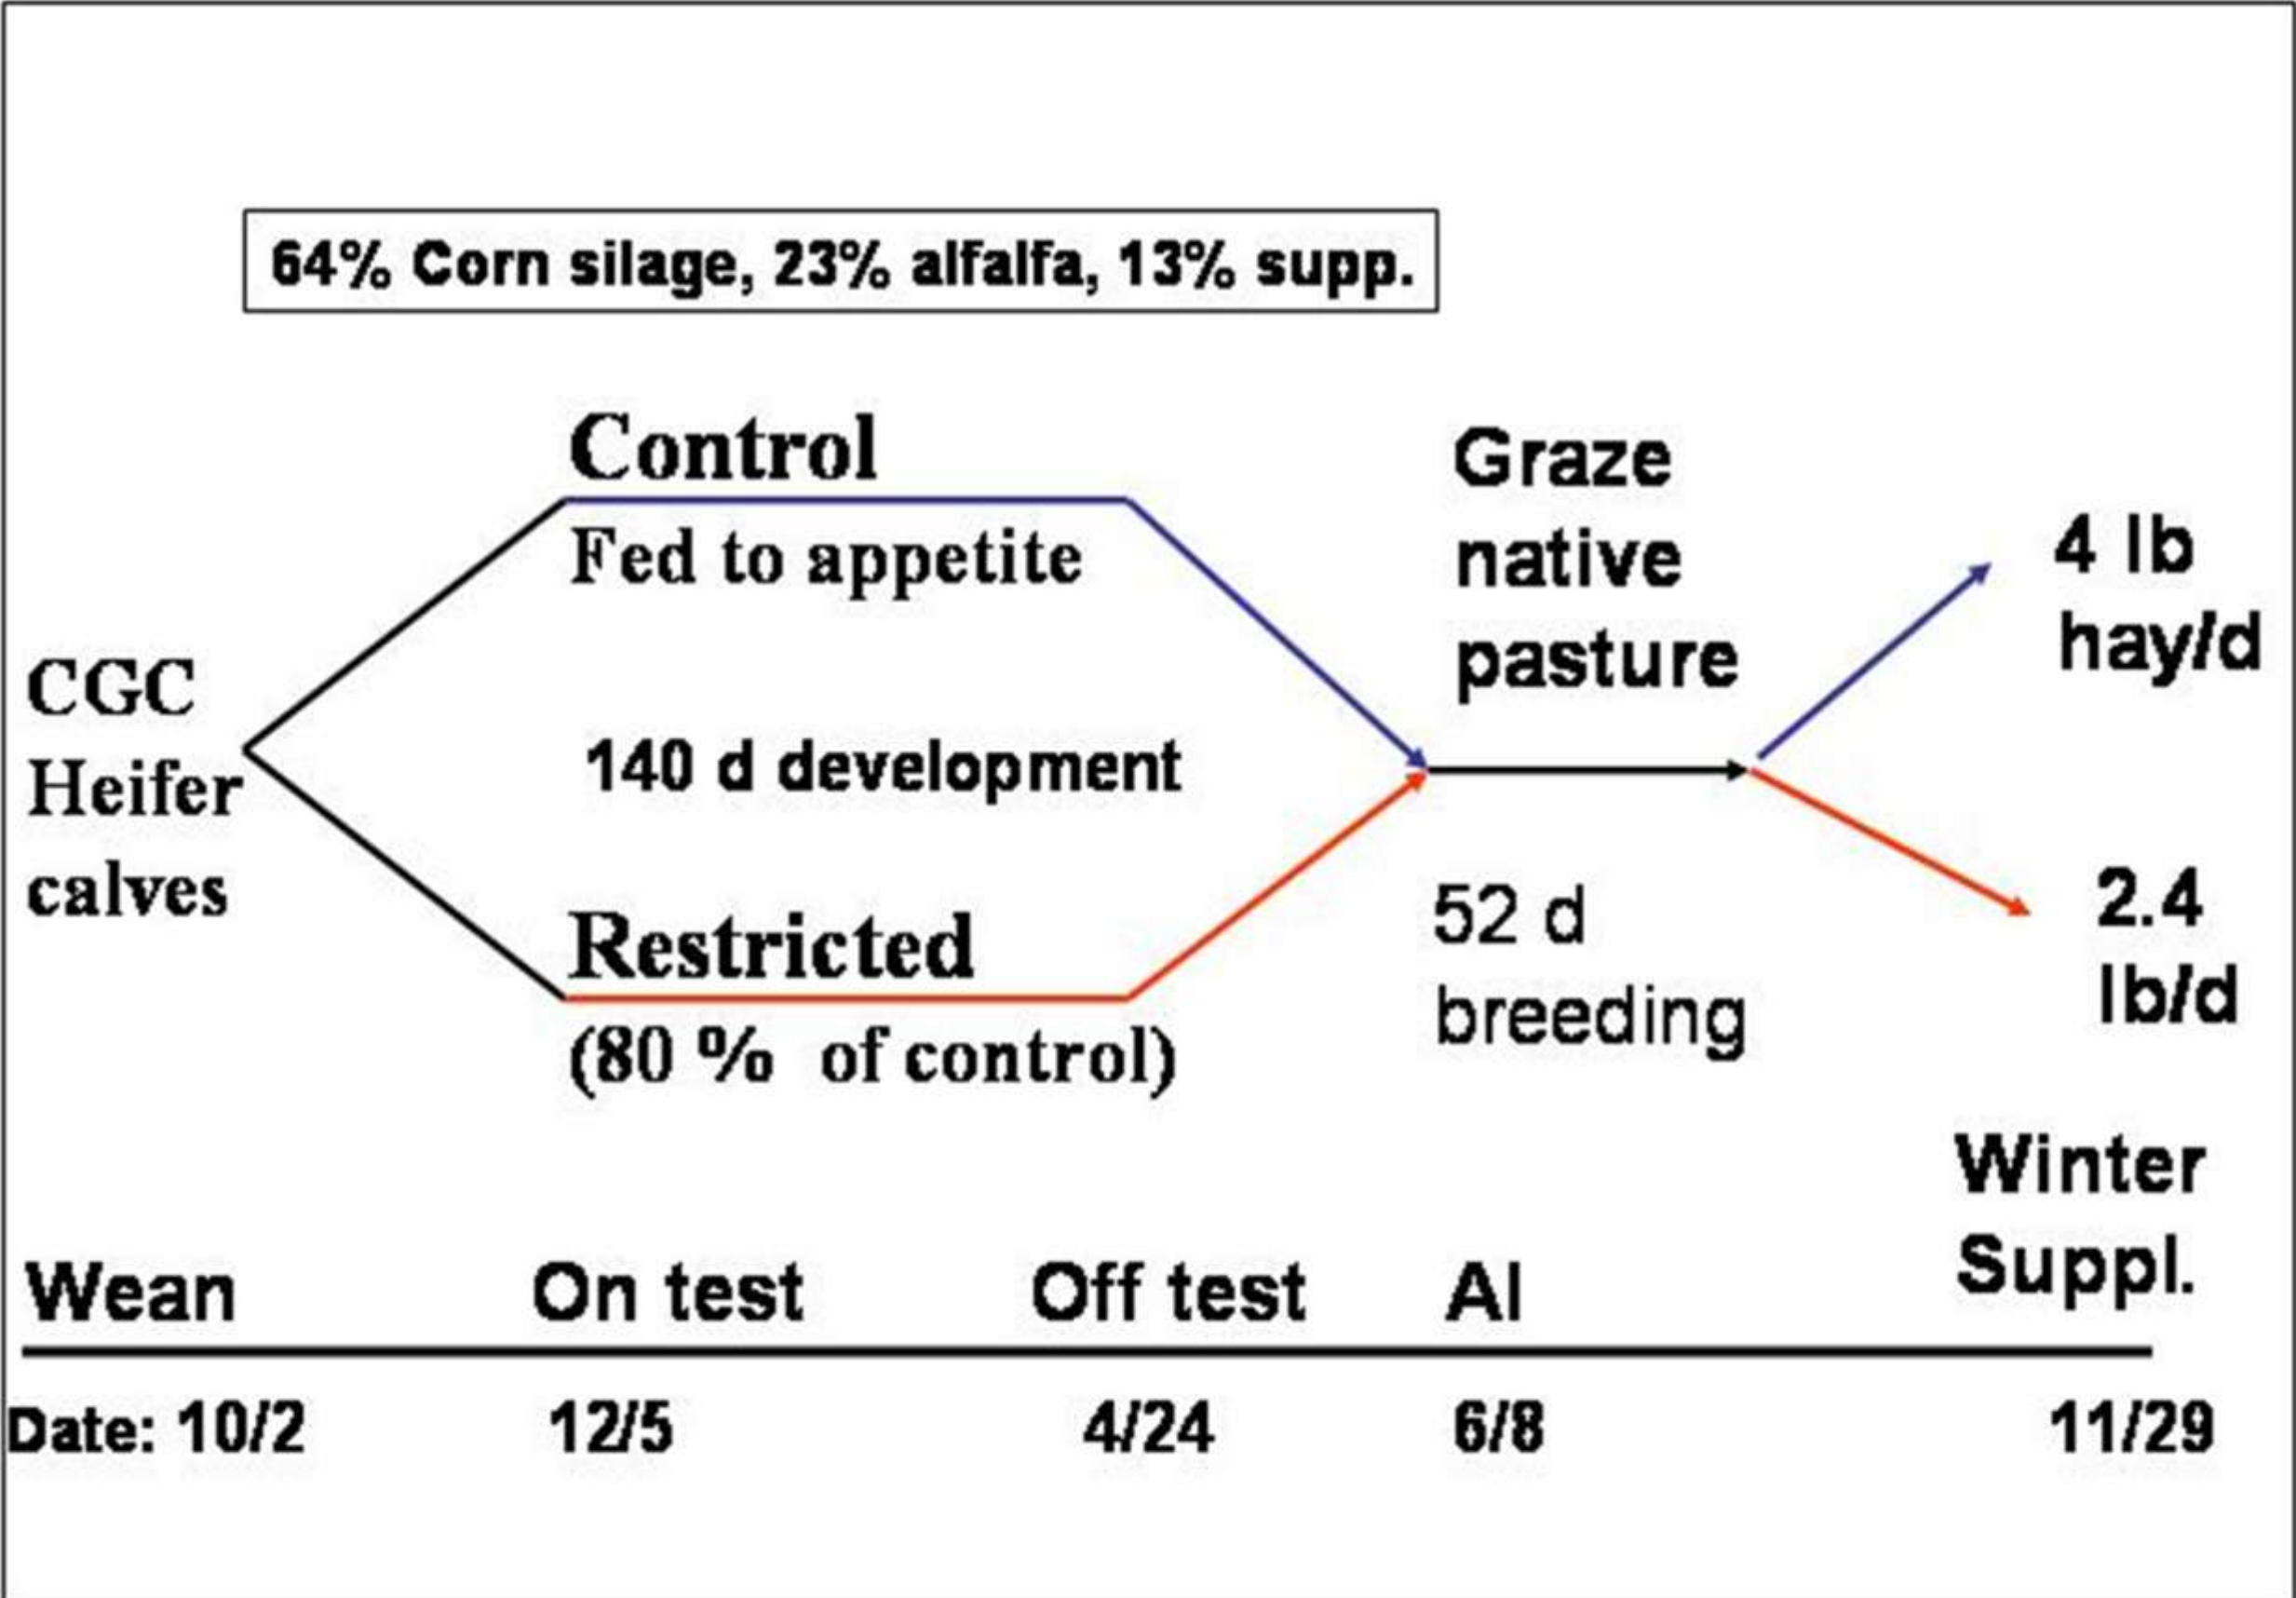 64% Corn silage, 23% alfalfa, 13% supp.
Control
Fed to appetite
CGC
Heifer
calves
140 d development
Restricted
(80 % of control)
Graze
native
pasture
52 d
breeding
4 lb
hay/d
2.4
lb/d
Winter
Suppl.
Wean On test Off test AI
Date: 10/2 12/5 4/24 6/8 11/29